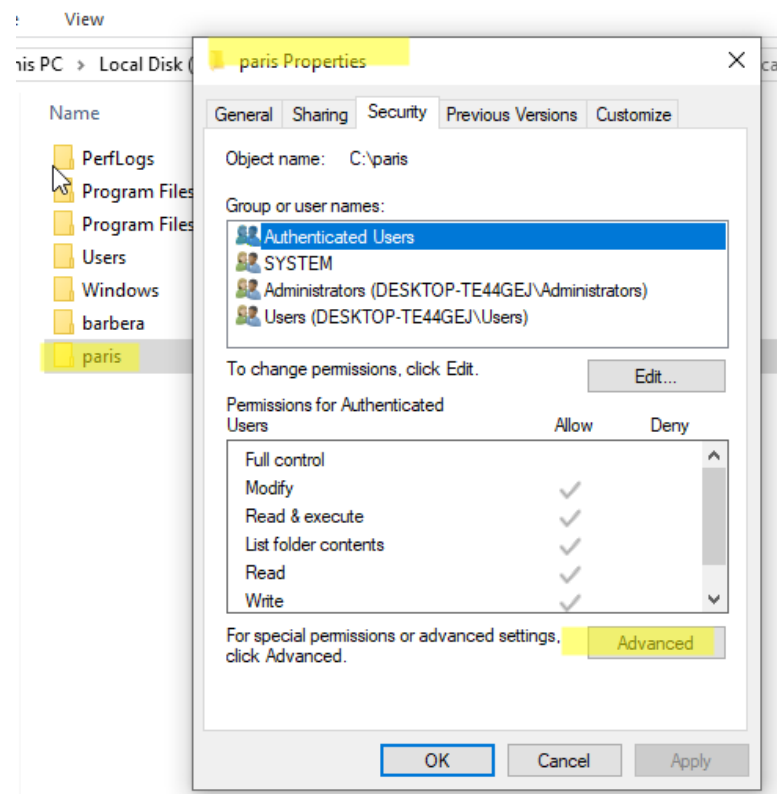 View
his PC > Local Disk (
Name
PerfLogs
Program Files
Program Files
Users
Windows
barbera
paris
paris Properties
General Sharing Security Previous Versions Customize
Object name: C:\paris
Group or user names:
Authenticated Users
SYSTEM
Administrators (DESKTOP-TE44GEJ\Administrators)
Users (DESKTOP-TE44GEJ\Users)
To change permissions, click Edit.
Edit...
Permissions for Authenticated
Users Allow Deny
Full control
Modify
Read & execute
List folder contents
Read
Write
For special permissions or advanced settings,
click Advanced.
Advanced
OK Cancel Apply